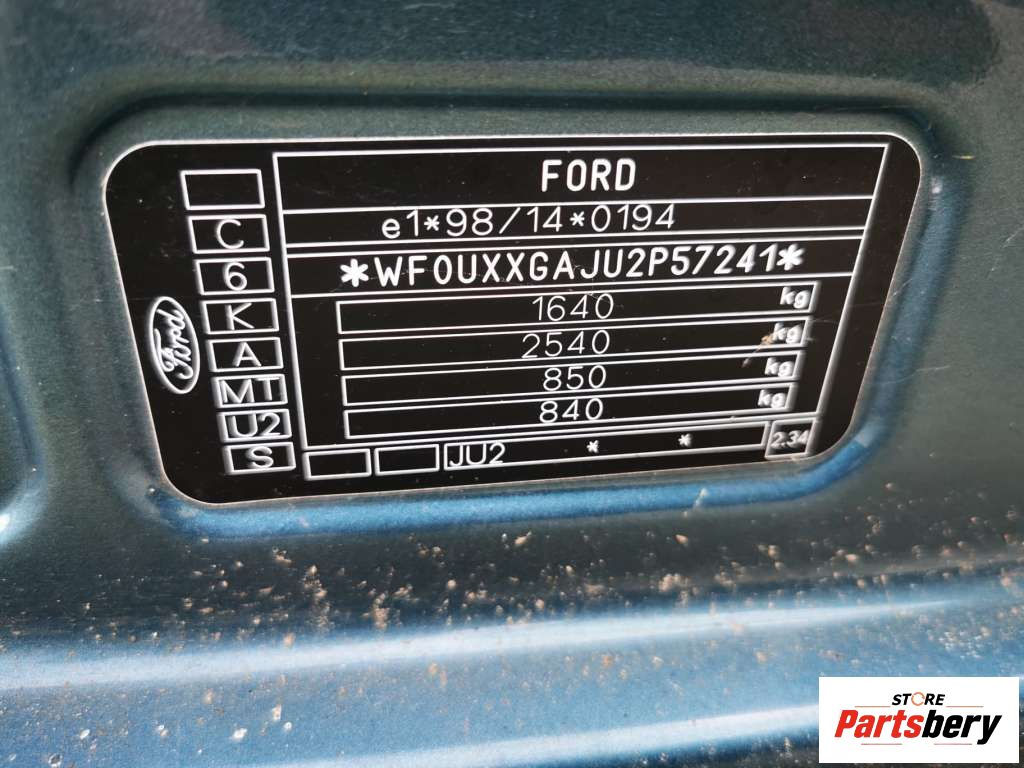 FORD
e1*98/14*0194
*WF0UXXGAJU2P57241*
1640 kg
2540 kg
850 kg
840 kg
JU2 * * 2.34
C
6
K
A
MT
U2
S
Ford
STORE
Partsbery